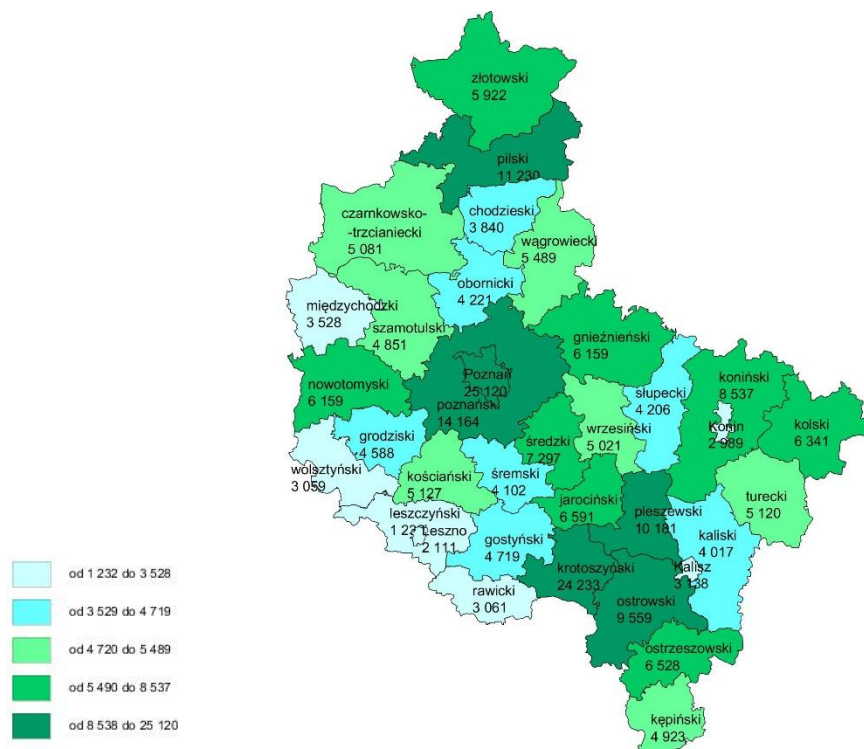 złotowski
5 922
pilski
11 230
chodzieski
3 840
czarnkowsko-
-trzcianiecki
5 081
wągrowiecki
5 489
obornicki
4 221
międzychodzki
3 528
szamotulski
4 851
gnieźnieński
6 159
nowotomyski
6 159
Poznań
25 120
poznański
14 164
słupecki
4 206
koniński
8 537
Konin
2 989
kolski
6 341
wrzesiński
5 021
średzki
7 297
grodziski
4 588
wolsztyński
3 059
kościański
5 127
śremski
4 102
jarociński
6 591
turecki
5 120
pleszewski
10 181
kaliski
4 017
leszczyński
Leszno
2 111
gostyński
4 719
krotoszyński
24 233
Kalisz
3 138
rawicki
3 061
ostrowski
9 559
ostrzeszowski
6 528
kępiński
4 923
od 1 232 do 3 528
od 3 529 do 4 719
od 4 720 do 5 489
od 5 490 do 8 537
od 8 538 do 25 120